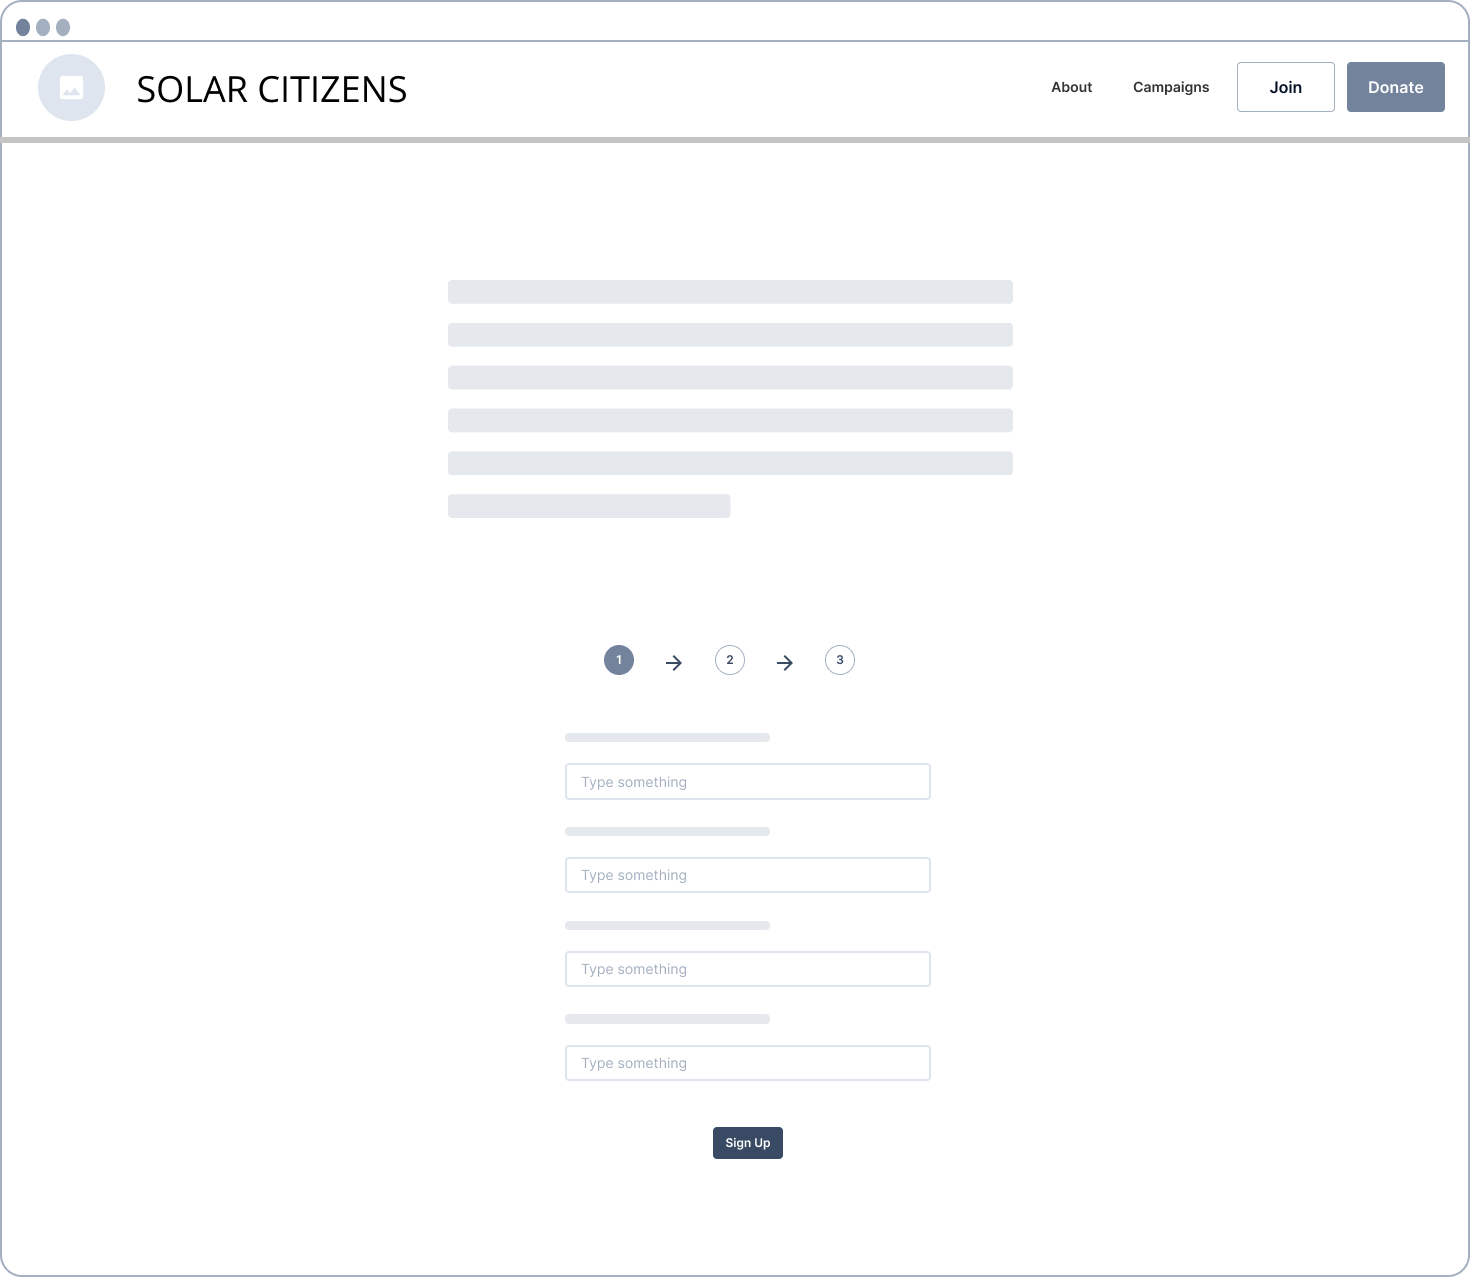 SOLAR CITIZENS
About
Campaigns
Join
Donate
1
2
3
Type something
Type something
Type something
Type something
Sign Up